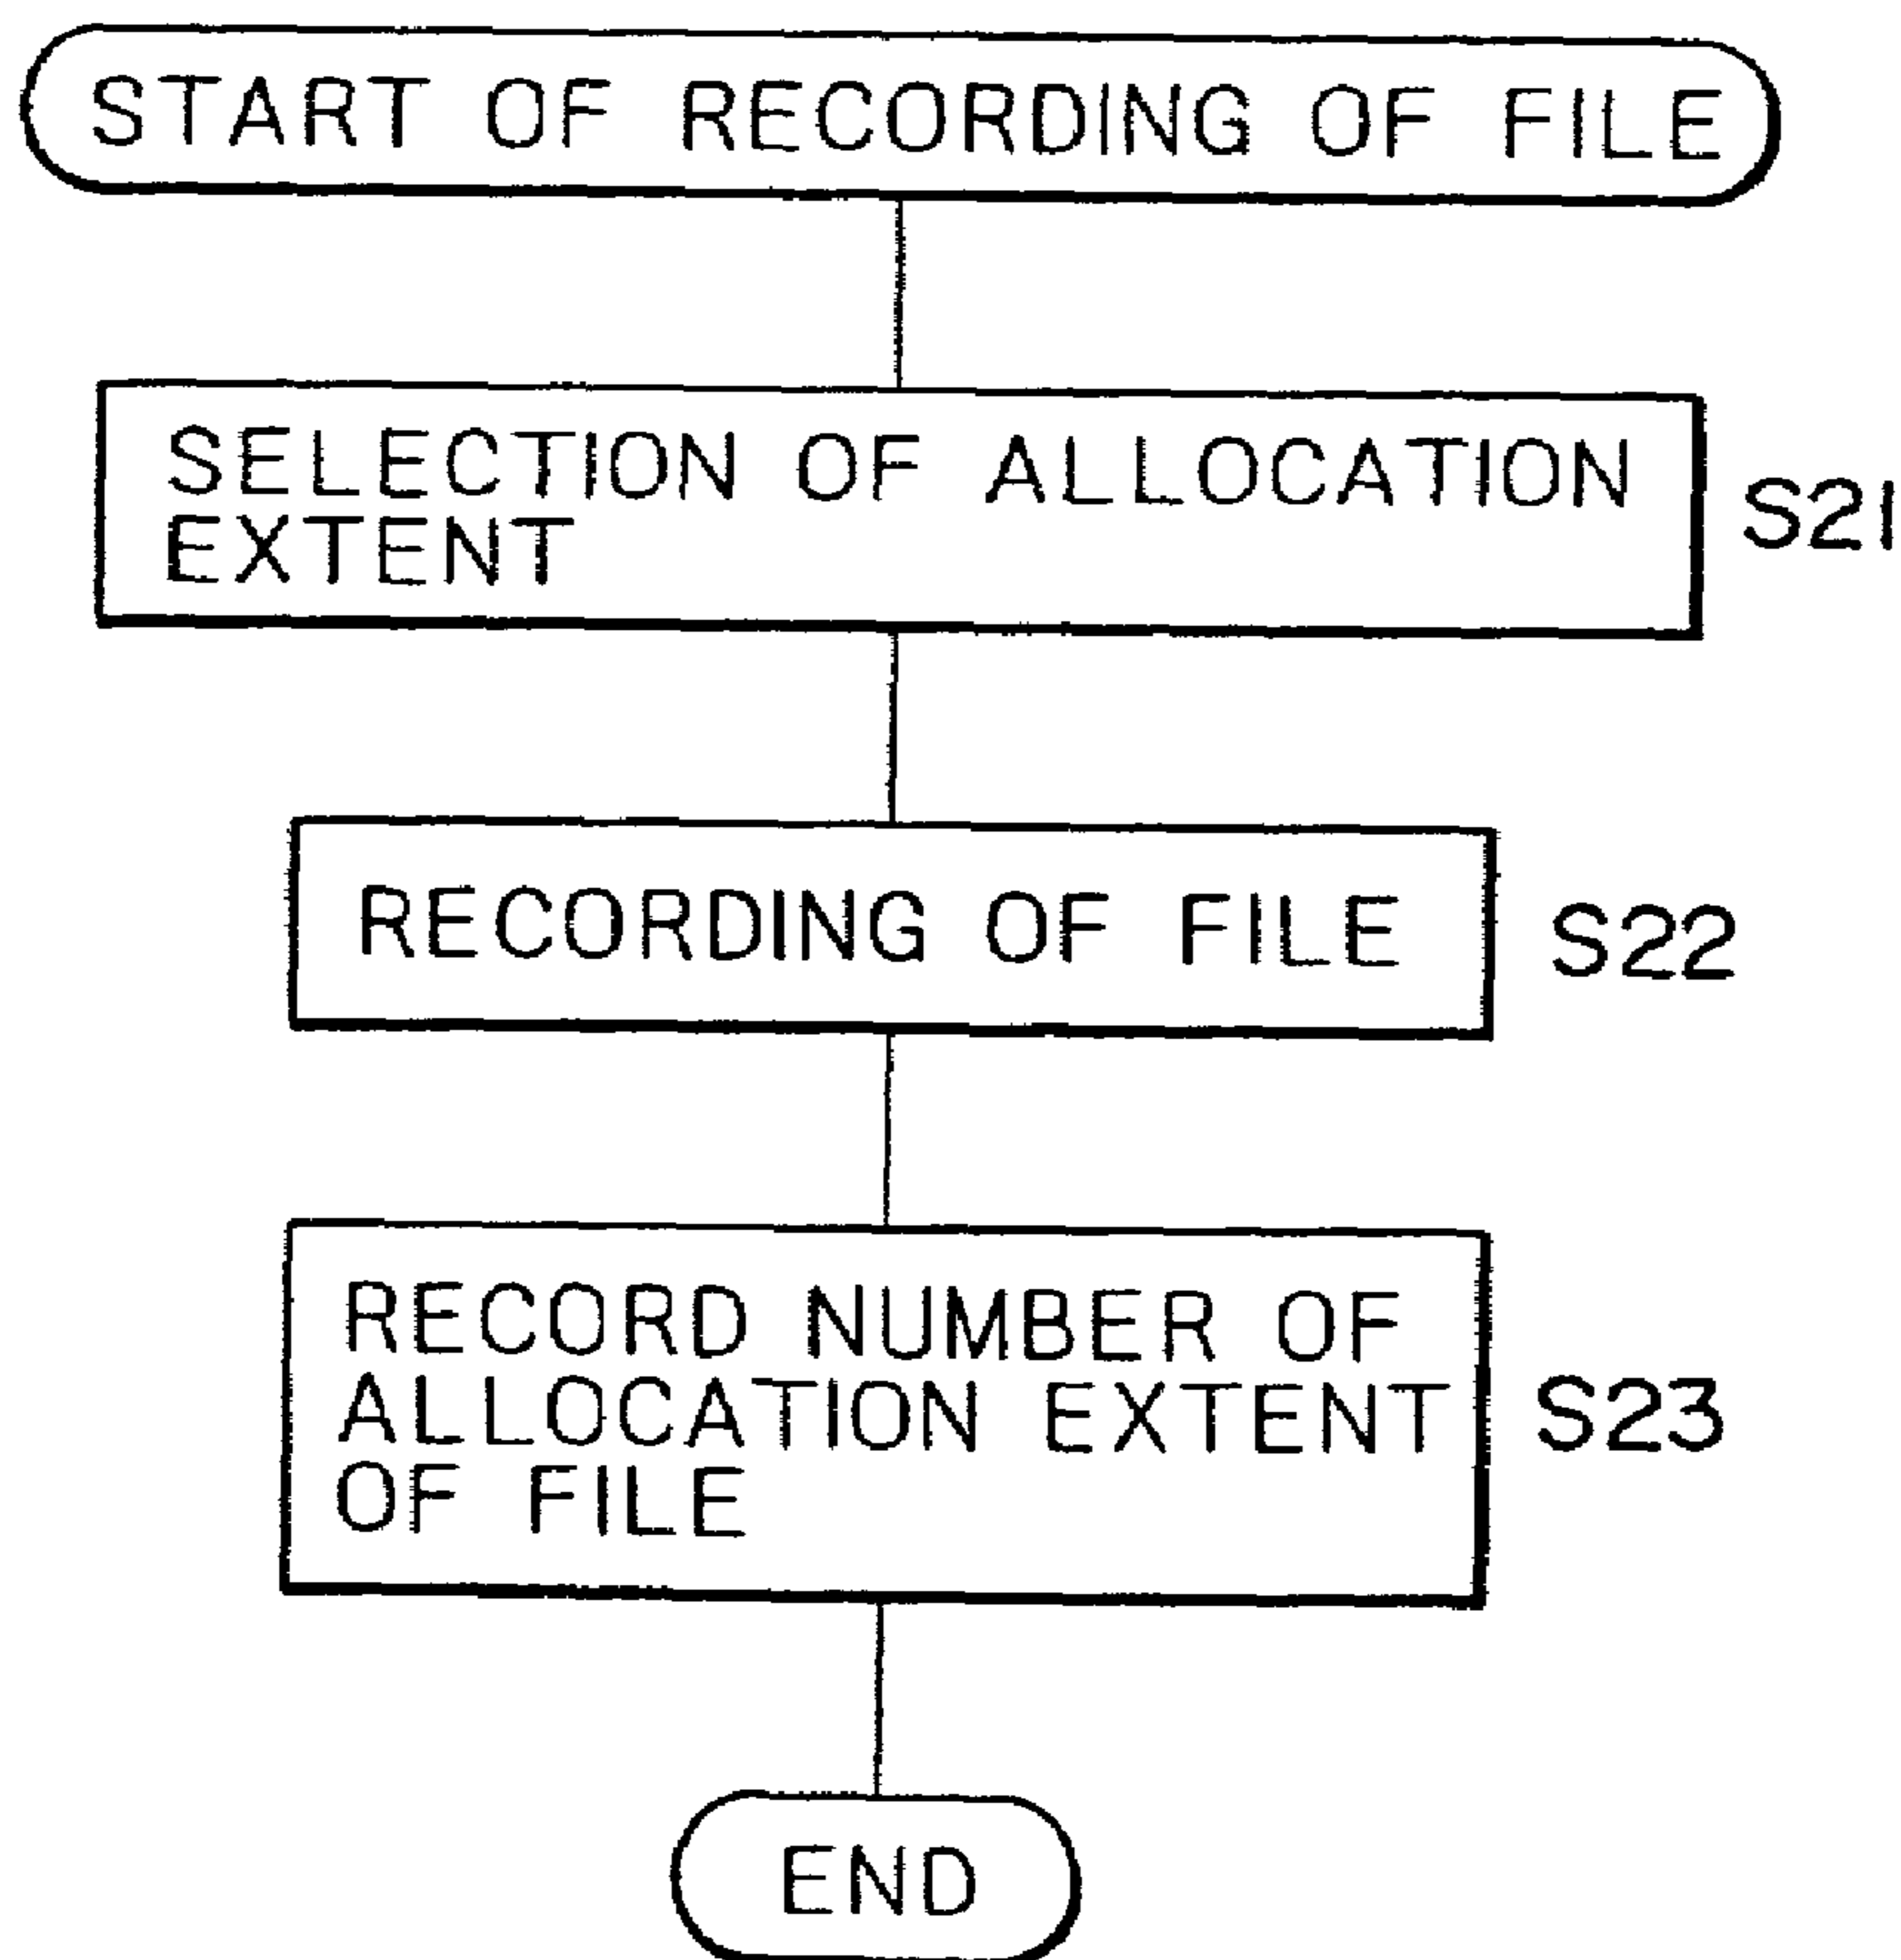 START OF RECORDING OF FILE
SELECTION OF ALLOCATION
EXTENT
S21
RECORDING OF FILE
S22
RECORD NUMBER OF
ALLOCATION EXTENT
OF FILE
S23
END